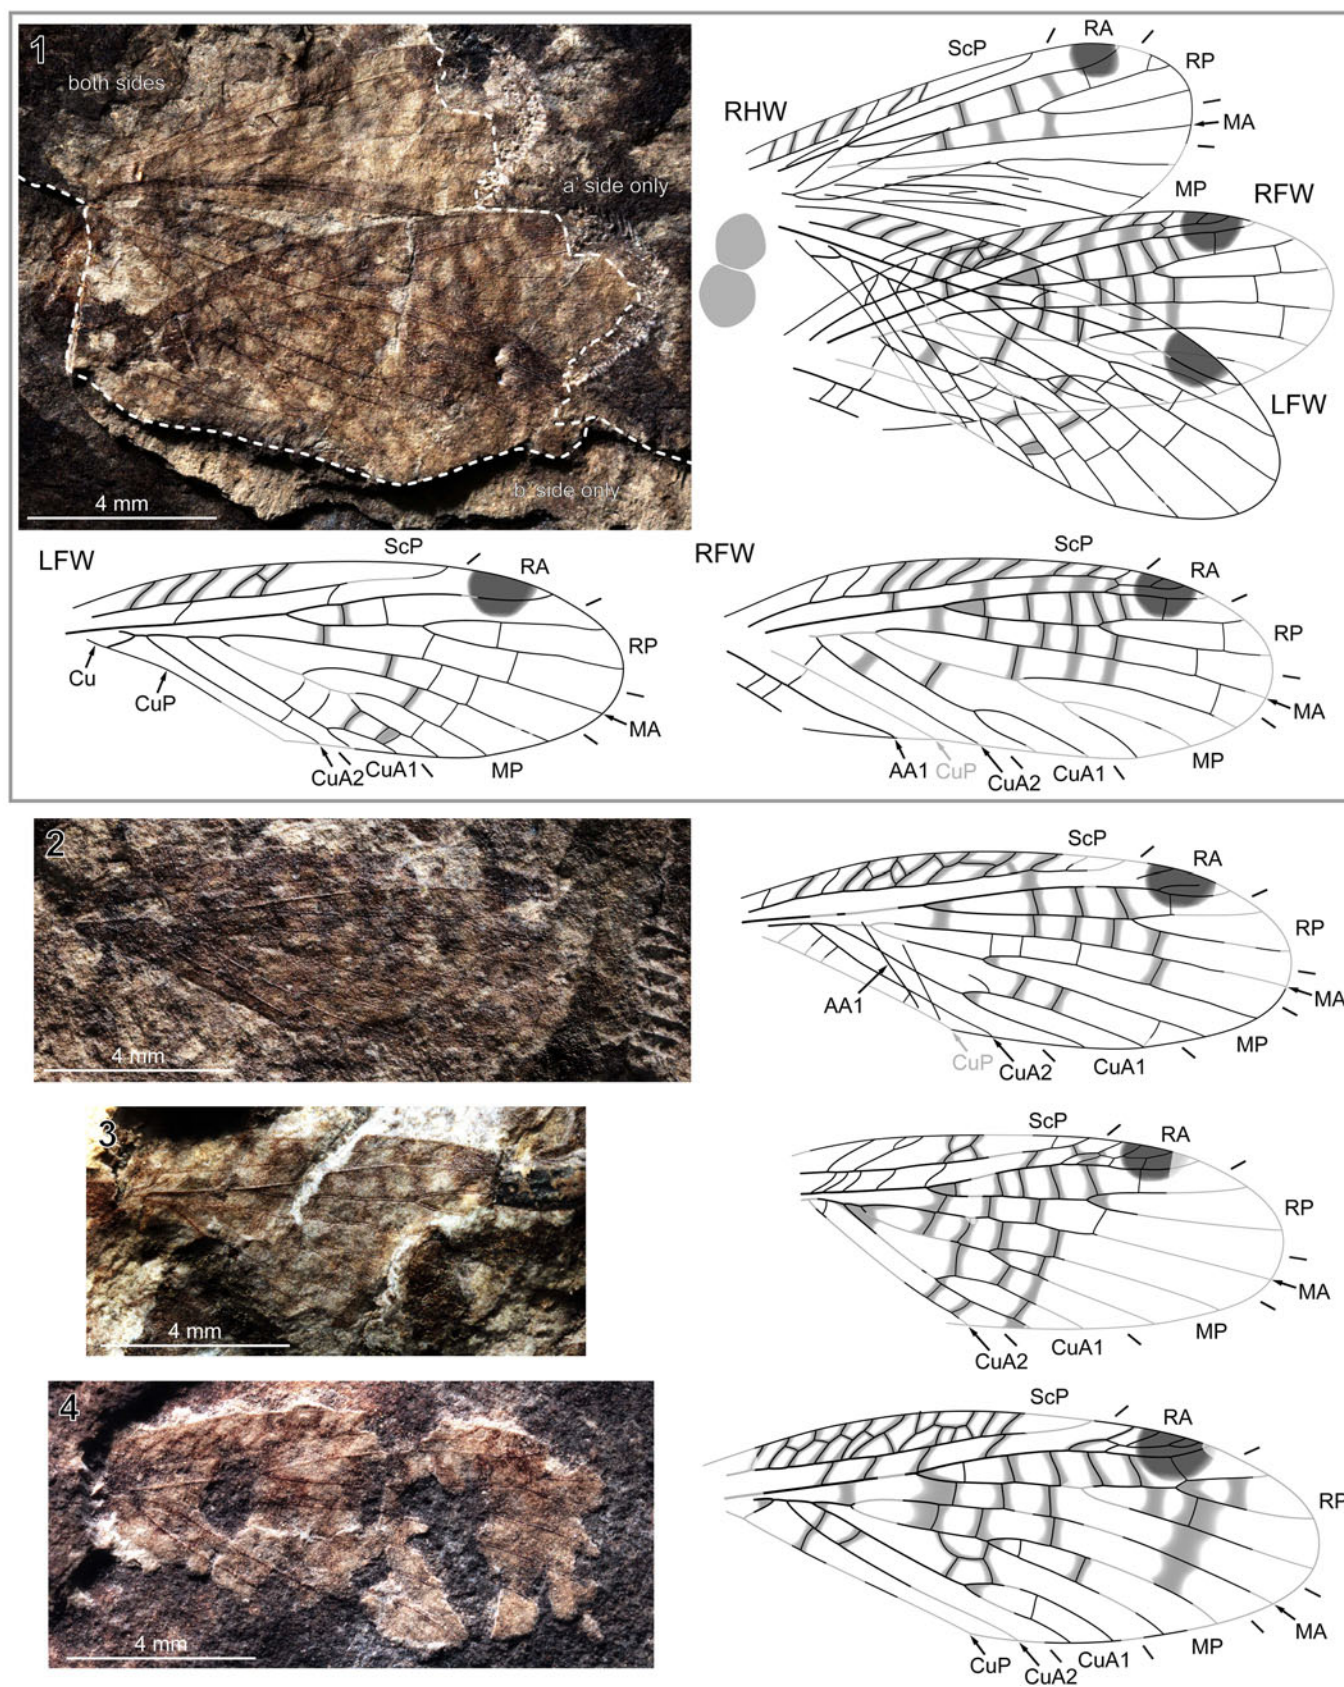 1
both sides
a' side only
b' side only
4 mm
RHW
ScP
RA
RP
MA
MP
RFW
LFW
LFW
ScP
RA
RP
MA
MP
CuA1
CuA2
CuP
Cu
RFW
ScP
RA
RP
MA
MP
CuA1
CuA2
CuP
AA1
2
4 mm
ScP
RA
RP
MA
MP
CuA1
CuA2
CuP
AA1
3
4 mm
ScP
RA
RP
MA
MP
CuA1
CuA2
4
4 mm
ScP
RA
RP
MA
MP
CuA1
CuA2
CuP